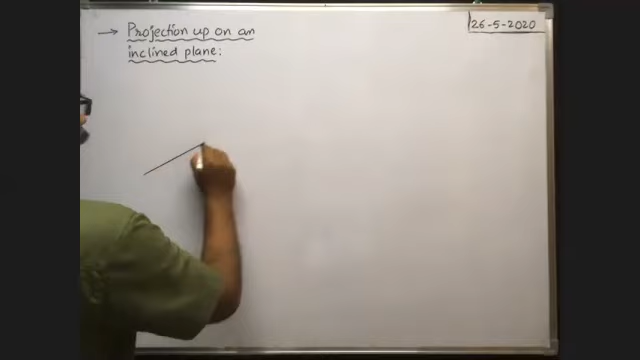 → Projection up on an
inclined plane:
26-5-2020